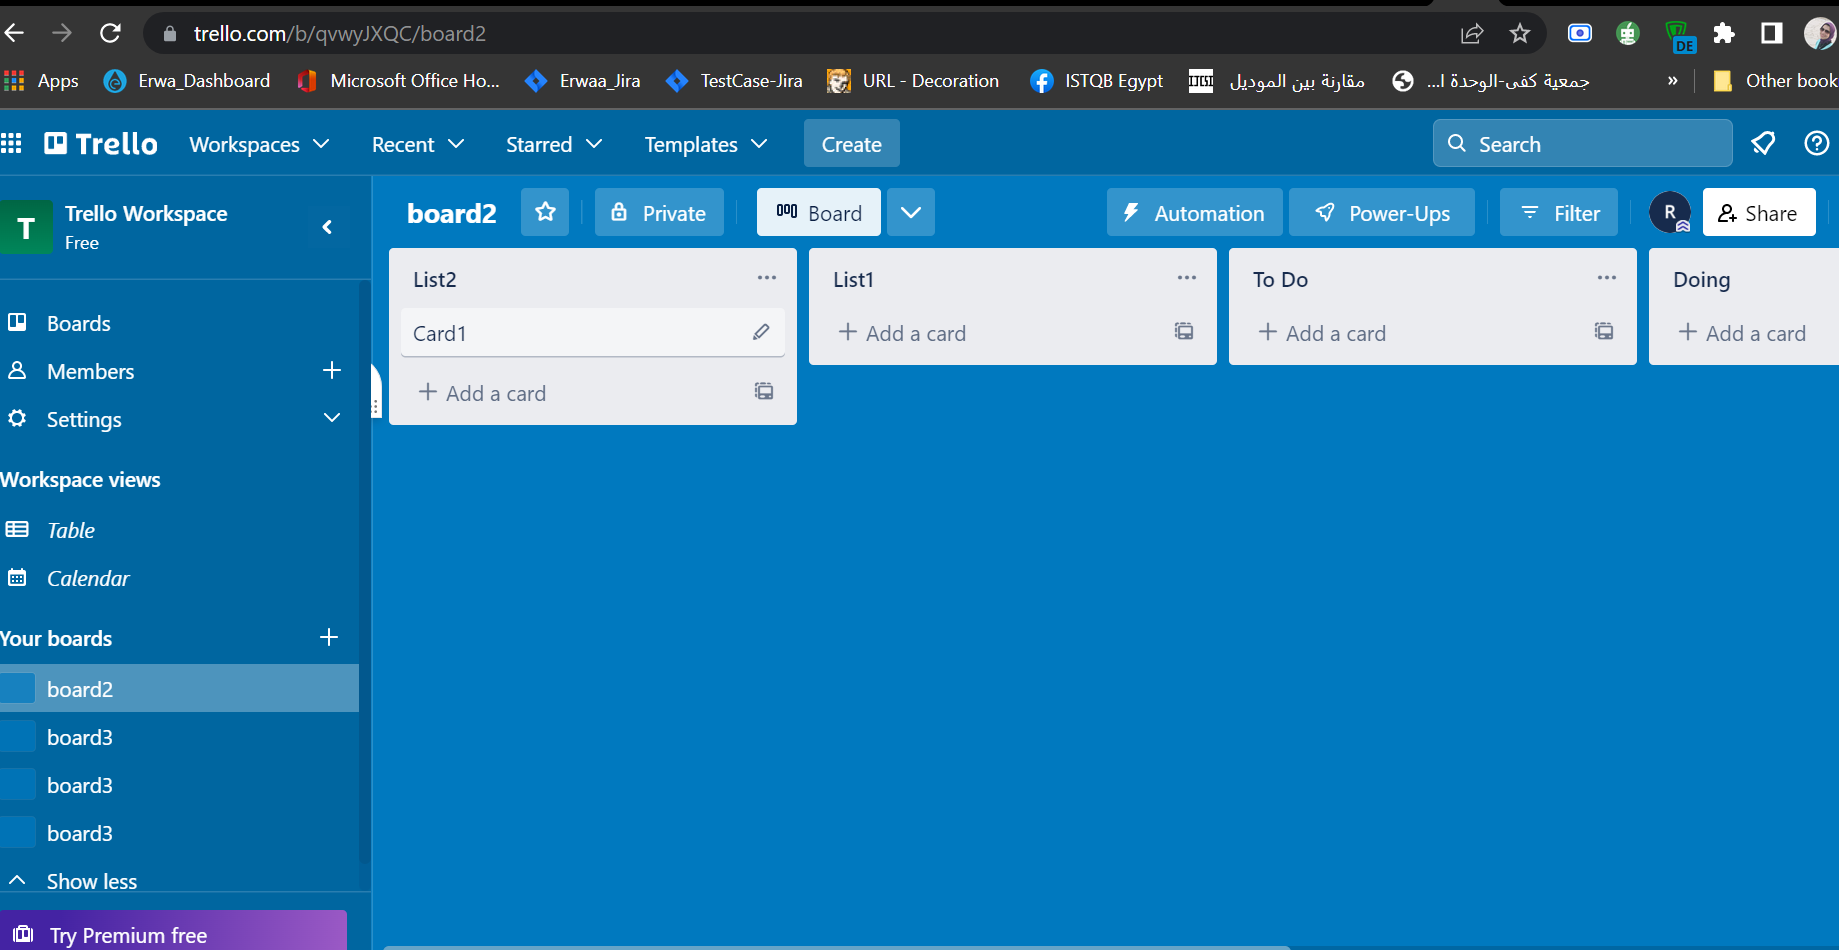 trello.com/b/qvwyJXQC/board2
DE
Apps
Erwa_Dashboard
Microsoft Office Ho...
Erwaa_Jira
TestCase-Jira
URL - Decoration
ISTQB Egypt
مقارنة بين الموديل
جمعية كفى-الوحدة ا...
»
Other book
Trello
Workspaces
Recent
Starred
Templates
Create
Search
T
Trello Workspace
Free
board2
Private
Board
Automation
Power-Ups
Filter
R
Share
Boards
Members
Settings
Workspace views
Table
Calendar
Your boards
board2
board3
board3
board3
Show less
Try Premium free
List2
Card1
+ Add a card
List1
+ Add a card
To Do
+ Add a card
Doing
+ Add a card